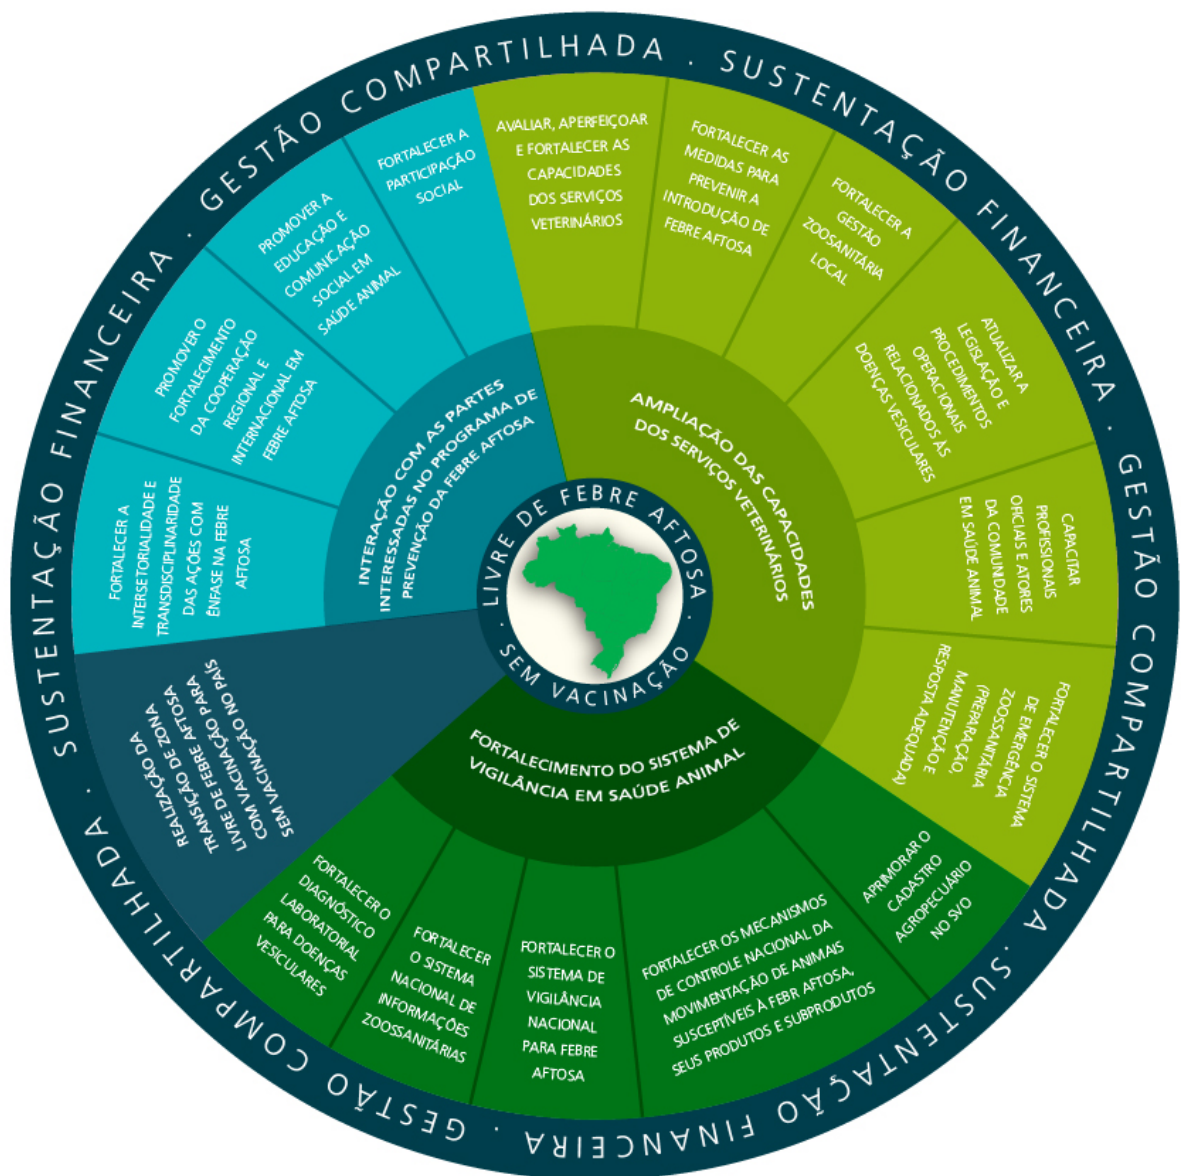 GESTÃO COMPARTILHADA . SUSTENTAÇÃO FINANCEIRA . GESTÃO COMPARTILHADA . SUSTENTAÇÃO FINANCEIRA . GESTÃO COMPARTILHADA . SUSTENTAÇÃO FINANCEIRA .
AVALIAR, APERFEIÇOAR
E FORTALECER AS
CAPACIDADES
DOS SERVIÇOS
VETERINÁRIOS
FORTALECER AS
MEDIDAS PARA
PREVENIR A
INTRODUÇÃO DE
FEBRE AFTOSA
FORTALECER A
GESTÃO
ZOOSANITÁRIA
LOCAL
ATUALIZAR A
LEGISLAÇÃO E
PROCEDIMENTOS
OPERACIONAIS
RELACIONADOS ÀS
DOENÇAS VESICULARES
CAPACITAR
PROFISSIONAIS
OFICIAIS E ATORES
DA COMUNIDADE
EM SAÚDE ANIMAL
FORTALECER O SISTEMA
DE EMERGÊNCIA
ZOOSSANITÁRIA
(PREPARAÇÃO,
MANUTENÇÃO E
RESPOSTA ADEQUADA)
AMPLIAÇÃO DAS CAPACIDADES
DOS SERVIÇOS VETERINÁRIOS
APRIMORAR O
CADASTRO
AGROPECUÁRIO
NO SVO
FORTALECER OS MECANISMOS
DE CONTROLE NACIONAL DA
MOVIMENTAÇÃO DE ANIMAIS
SUSCEPTÍVEIS À FEBR AFTOSA,
SEUS PRODUTOS E SUBPRODUTOS
FORTALECER O
SISTEMA DE
VIGILÂNCIA
NACIONAL
PARA FEBRE
AFTOSA
FORTALECER
O SISTEMA
NACIONAL DE
INFORMAÇÕES
ZOOSSANITÁRIAS
FORTALECER O
DIAGNÓSTICO
LABORATORIAL
PARA DOENÇAS
VESICULARES
FORTALECIMENTO DO SISTEMA DE
VIGILÂNCIA EM SAÚDE ANIMAL
REALIZAÇÃO DA
TRANSIÇÃO DE ZONA
LIVRE DE FEBRE AFTOSA
COM VACINAÇÃO PARA
SEM VACINAÇÃO NO PAÍS
FORTALECER A
INTERSETORIALIDADE E
TRANSDISCIPLINARIDADE
DAS AÇÕES COM
ÊNFASE NA FEBRE
AFTOSA
PROMOVER O
FORTALECIMENTO
DA COOPERAÇÃO
REGIONAL E
INTERNACIONAL EM
FEBRE AFTOSA
PROMOVER A
EDUCAÇÃO E
COMUNICAÇÃO
SOCIAL EM
SAÚDE ANIMAL
FORTALECER A
PARTICIPAÇÃO
SOCIAL
INTERAÇÃO COM AS PARTES
INTERESSADAS NO PROGRAMA DE
PREVENÇÃO DA FEBRE AFTOSA
. LIVRE DE FEBRE AFTOSA .
SEM VACINAÇÃO